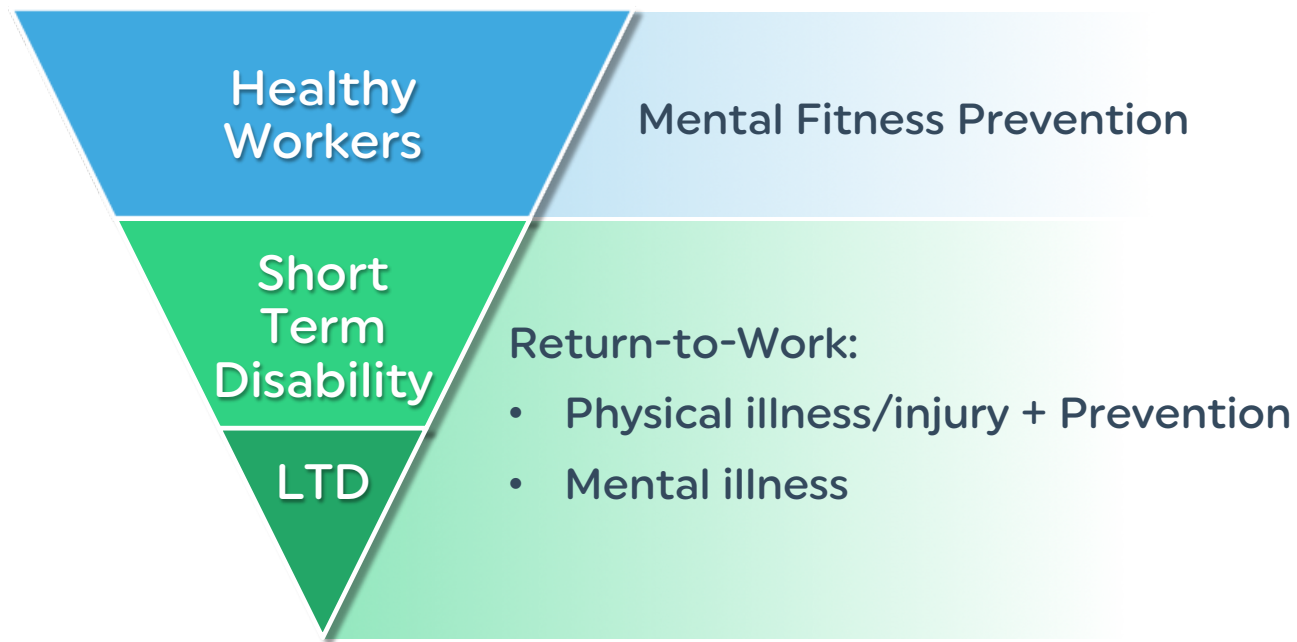 Healthy
Workers
Mental Fitness Prevention
Short
Term
Disability
Return-to-Work:
• Physical illness/injury + Prevention
• Mental illness
LTD